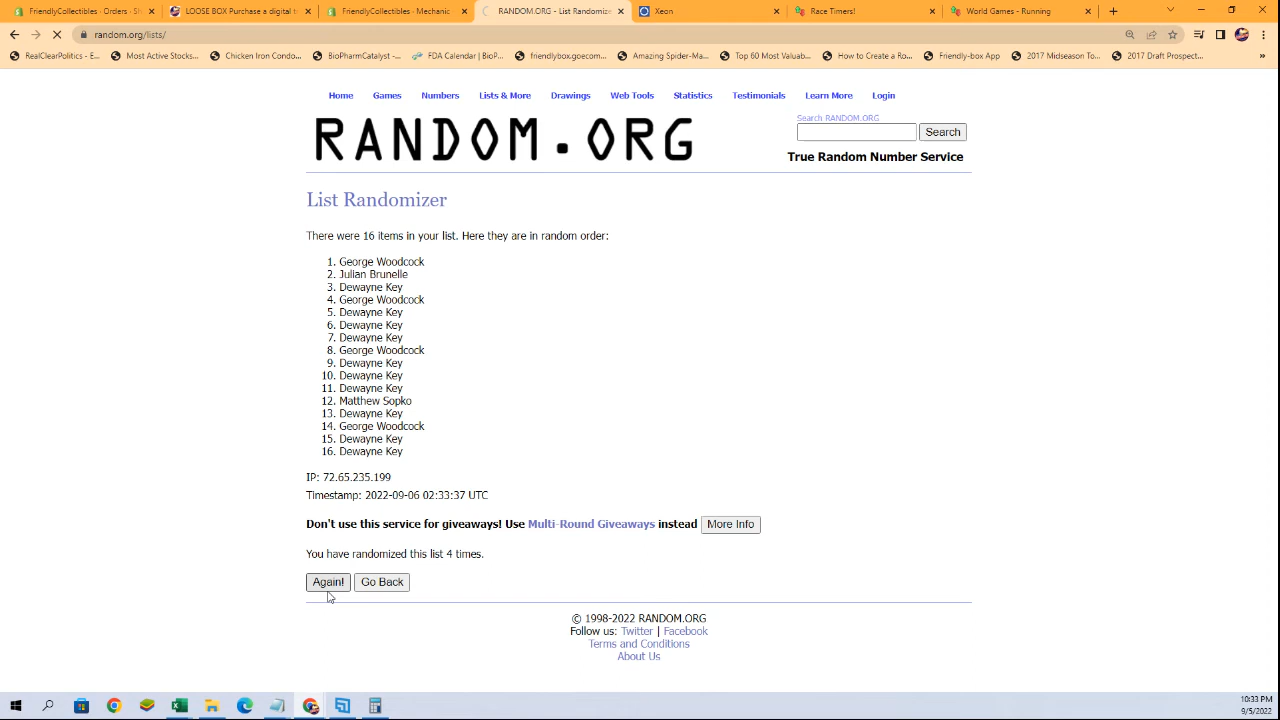 FriendlyCollectibles · Orders · Sh
LOOSE BOX Purchase a digital t
FriendlyCollectibles - Mechanic
RANDOM.ORG - List Randomize
Xeon
Race Timers!
World Games - Running
random.org/lists/
RealClearPolitics - E...
Most Active Stocks...
Chicken Iron Condo...
BioPharmCatalyst -...
FDA Calendar | BioP...
friendlybox.goecom...
Amazing Spider-Ma...
Top 60 Most Valuab...
How to Create a Ro...
Friendly-box App
2017 Midseason To...
2017 Draft Prospect...
Home Games Numbers Lists & More Drawings Web Tools Statistics Testimonials Learn More Login
RANDOM.ORG
Search RANDOM.ORG
Search
True Random Number Service
List Randomizer
There were 16 items in your list. Here they are in random order:
1. George Woodcock
2. Julian Brunelle
3. Dewayne Key
4. George Woodcock
5. Dewayne Key
6. Dewayne Key
7. Dewayne Key
8. George Woodcock
9. Dewayne Key
10. Dewayne Key
11. Dewayne Key
12. Matthew Sopko
13. Dewayne Key
14. George Woodcock
15. Dewayne Key
16. Dewayne Key
IP: 72.65.235.199
Timestamp: 2022-09-06 02:33:37 UTC
Don't use this service for giveaways! Use Multi-Round Giveaways instead More Info
You have randomized this list 4 times.
Again! Go Back
© 1998-2022 RANDOM.ORG
Follow us: Twitter | Facebook
Terms and Conditions
About Us
10:33 PM
9/5/2022